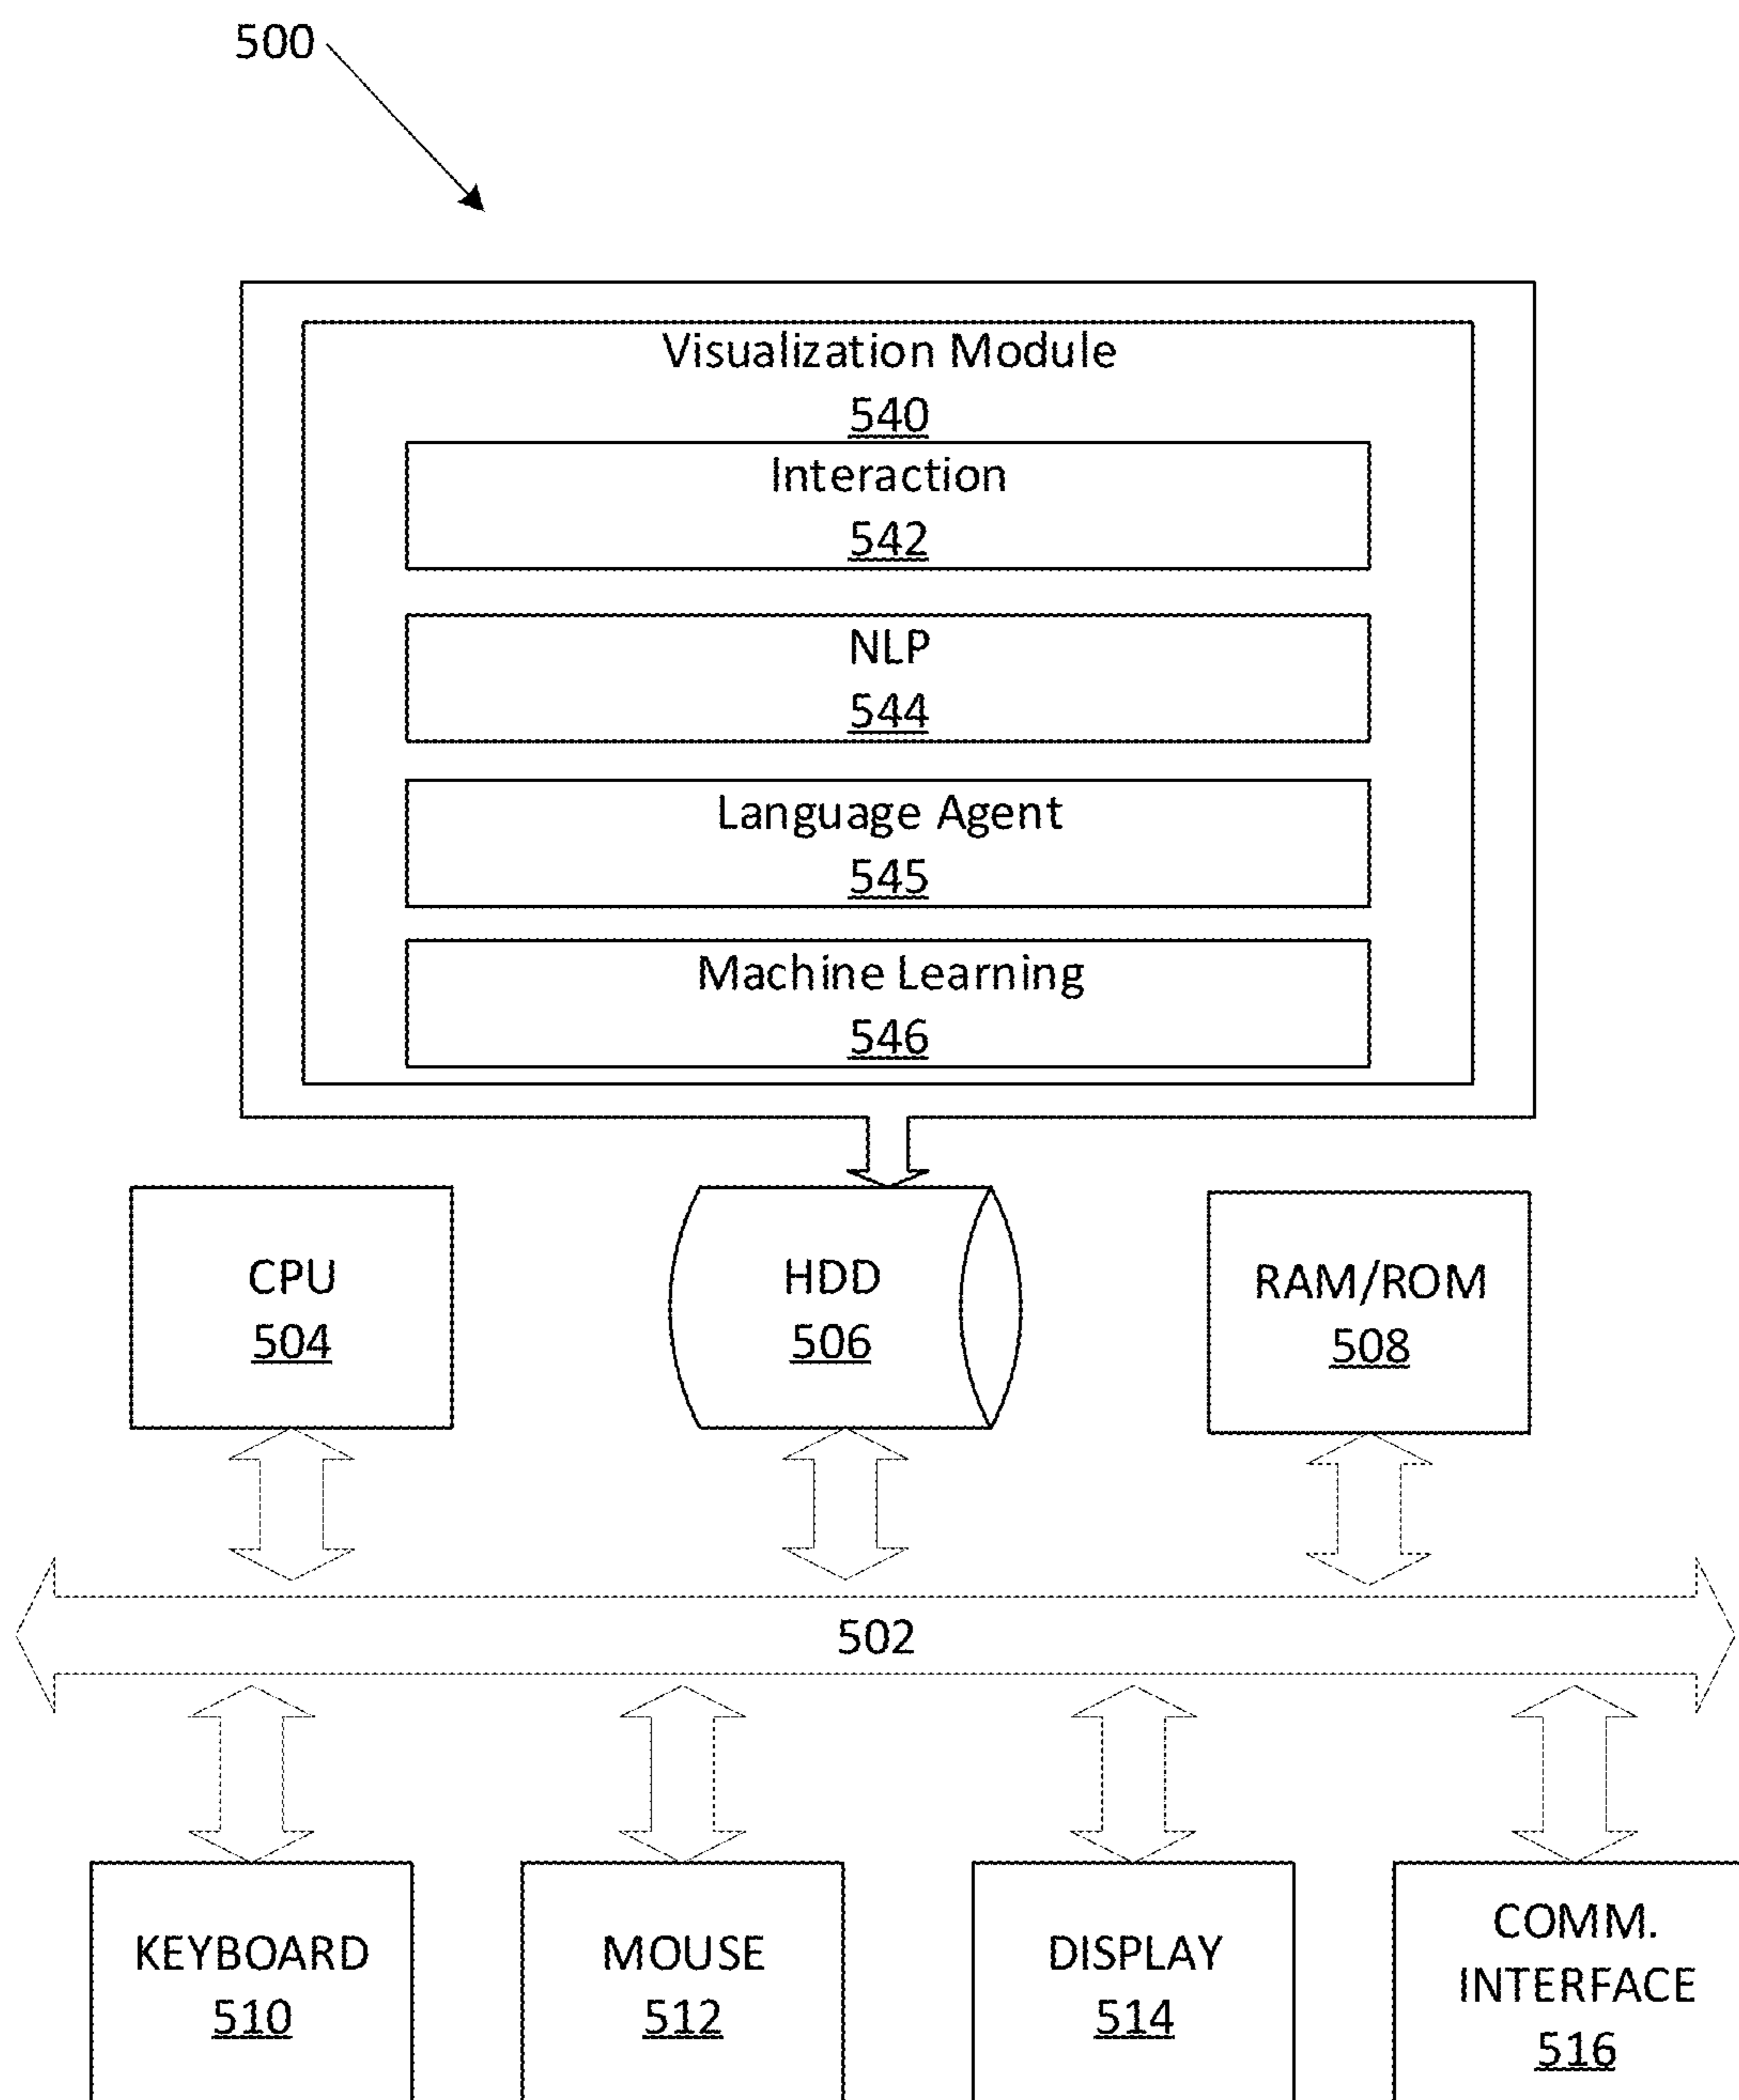 500
Visualization Module
540
Interaction
542
NLP
544
Language Agent
545
Machine Learning
546
CPU
504
HDD
506
RAM/ROM
508
502
KEYBOARD
510
MOUSE
512
DISPLAY
514
COMM.
INTERFACE
516